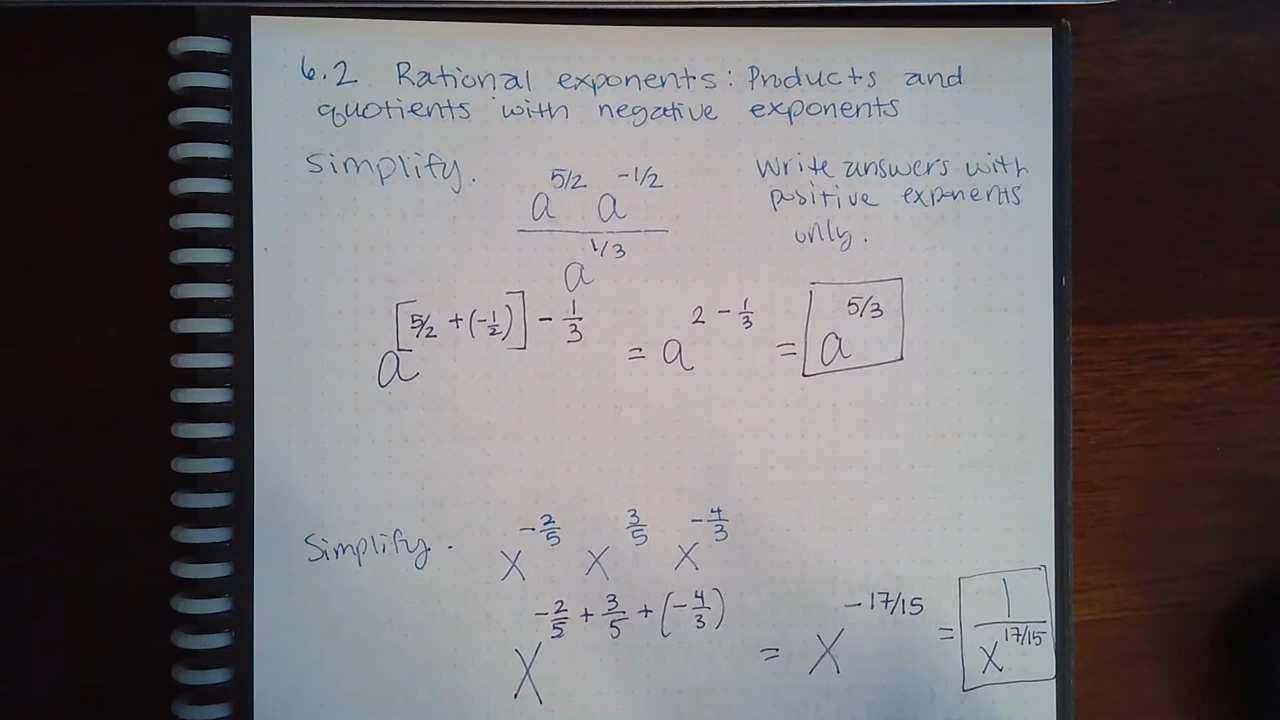 6.2 Rational exponents: Products and
quotients with negative exponents
Simplify.
a^{5/2} a^{-1/2}
/ a^{1/3}
Write answers with
positive exponents
only.
a^{[5/2 + (-1/2)] - 1/3} = a^{2 - 1/3} = a^{5/3}
Simplify. x^{-2/5} x^{3/5} x^{-4/3}
x^{-2/5 + 3/5 + (-4/3)} = x^{-17/15} = 1/x^{17/15}